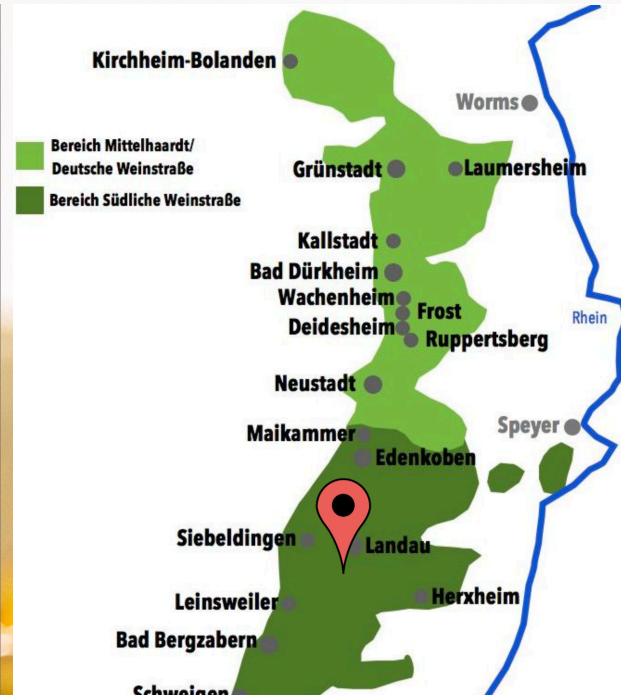 Kirchheim-Bolanden
Worms
Bereich Mittelhaardt/
Deutsche Weinstraße
Bereich Südliche Weinstraße
Grünstadt
Laumersheim
Kallstadt
Bad Dürkheim
Wachenheim
Frost
Deidesheim
Ruppertsberg
Rhein
Neustadt
Speyer
Maikammer
Edenkoben
Siebeldingen
Landau
Leinsweiler
Herxheim
Bad Bergzabern
Schweigen